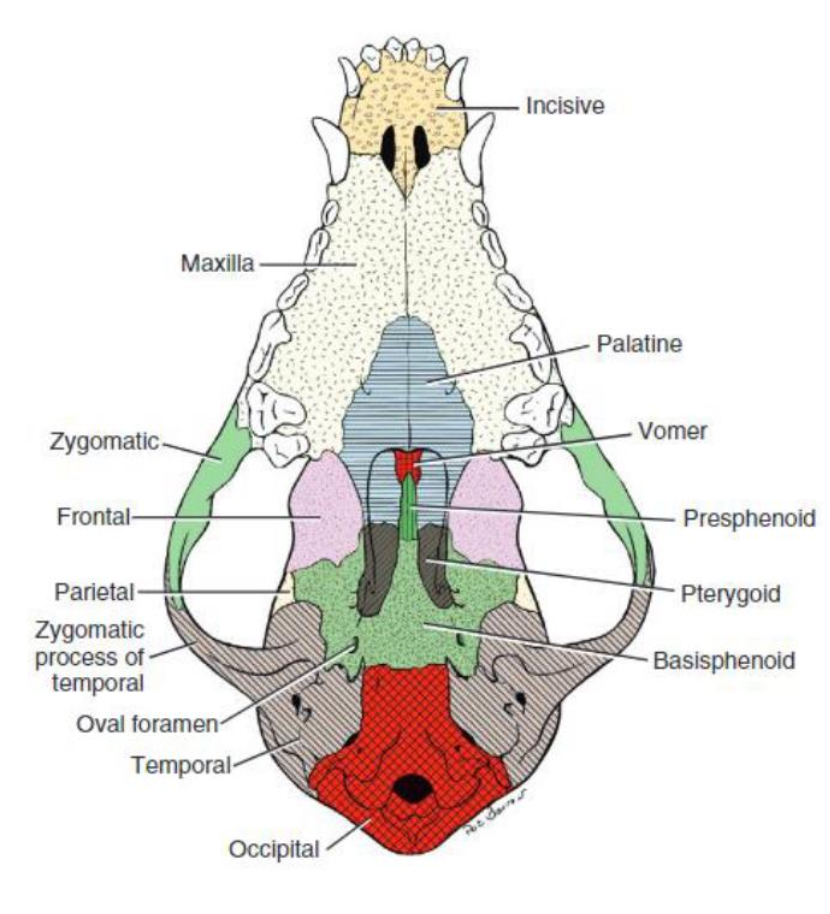 Incisive
Maxilla
Palatine
Vomer
Zygomatic
Frontal
Presphenoid
Parietal
Pterygoid
Zygomatic
process of
temporal
Basisphenoid
Oval foramen
Temporal
Occipital